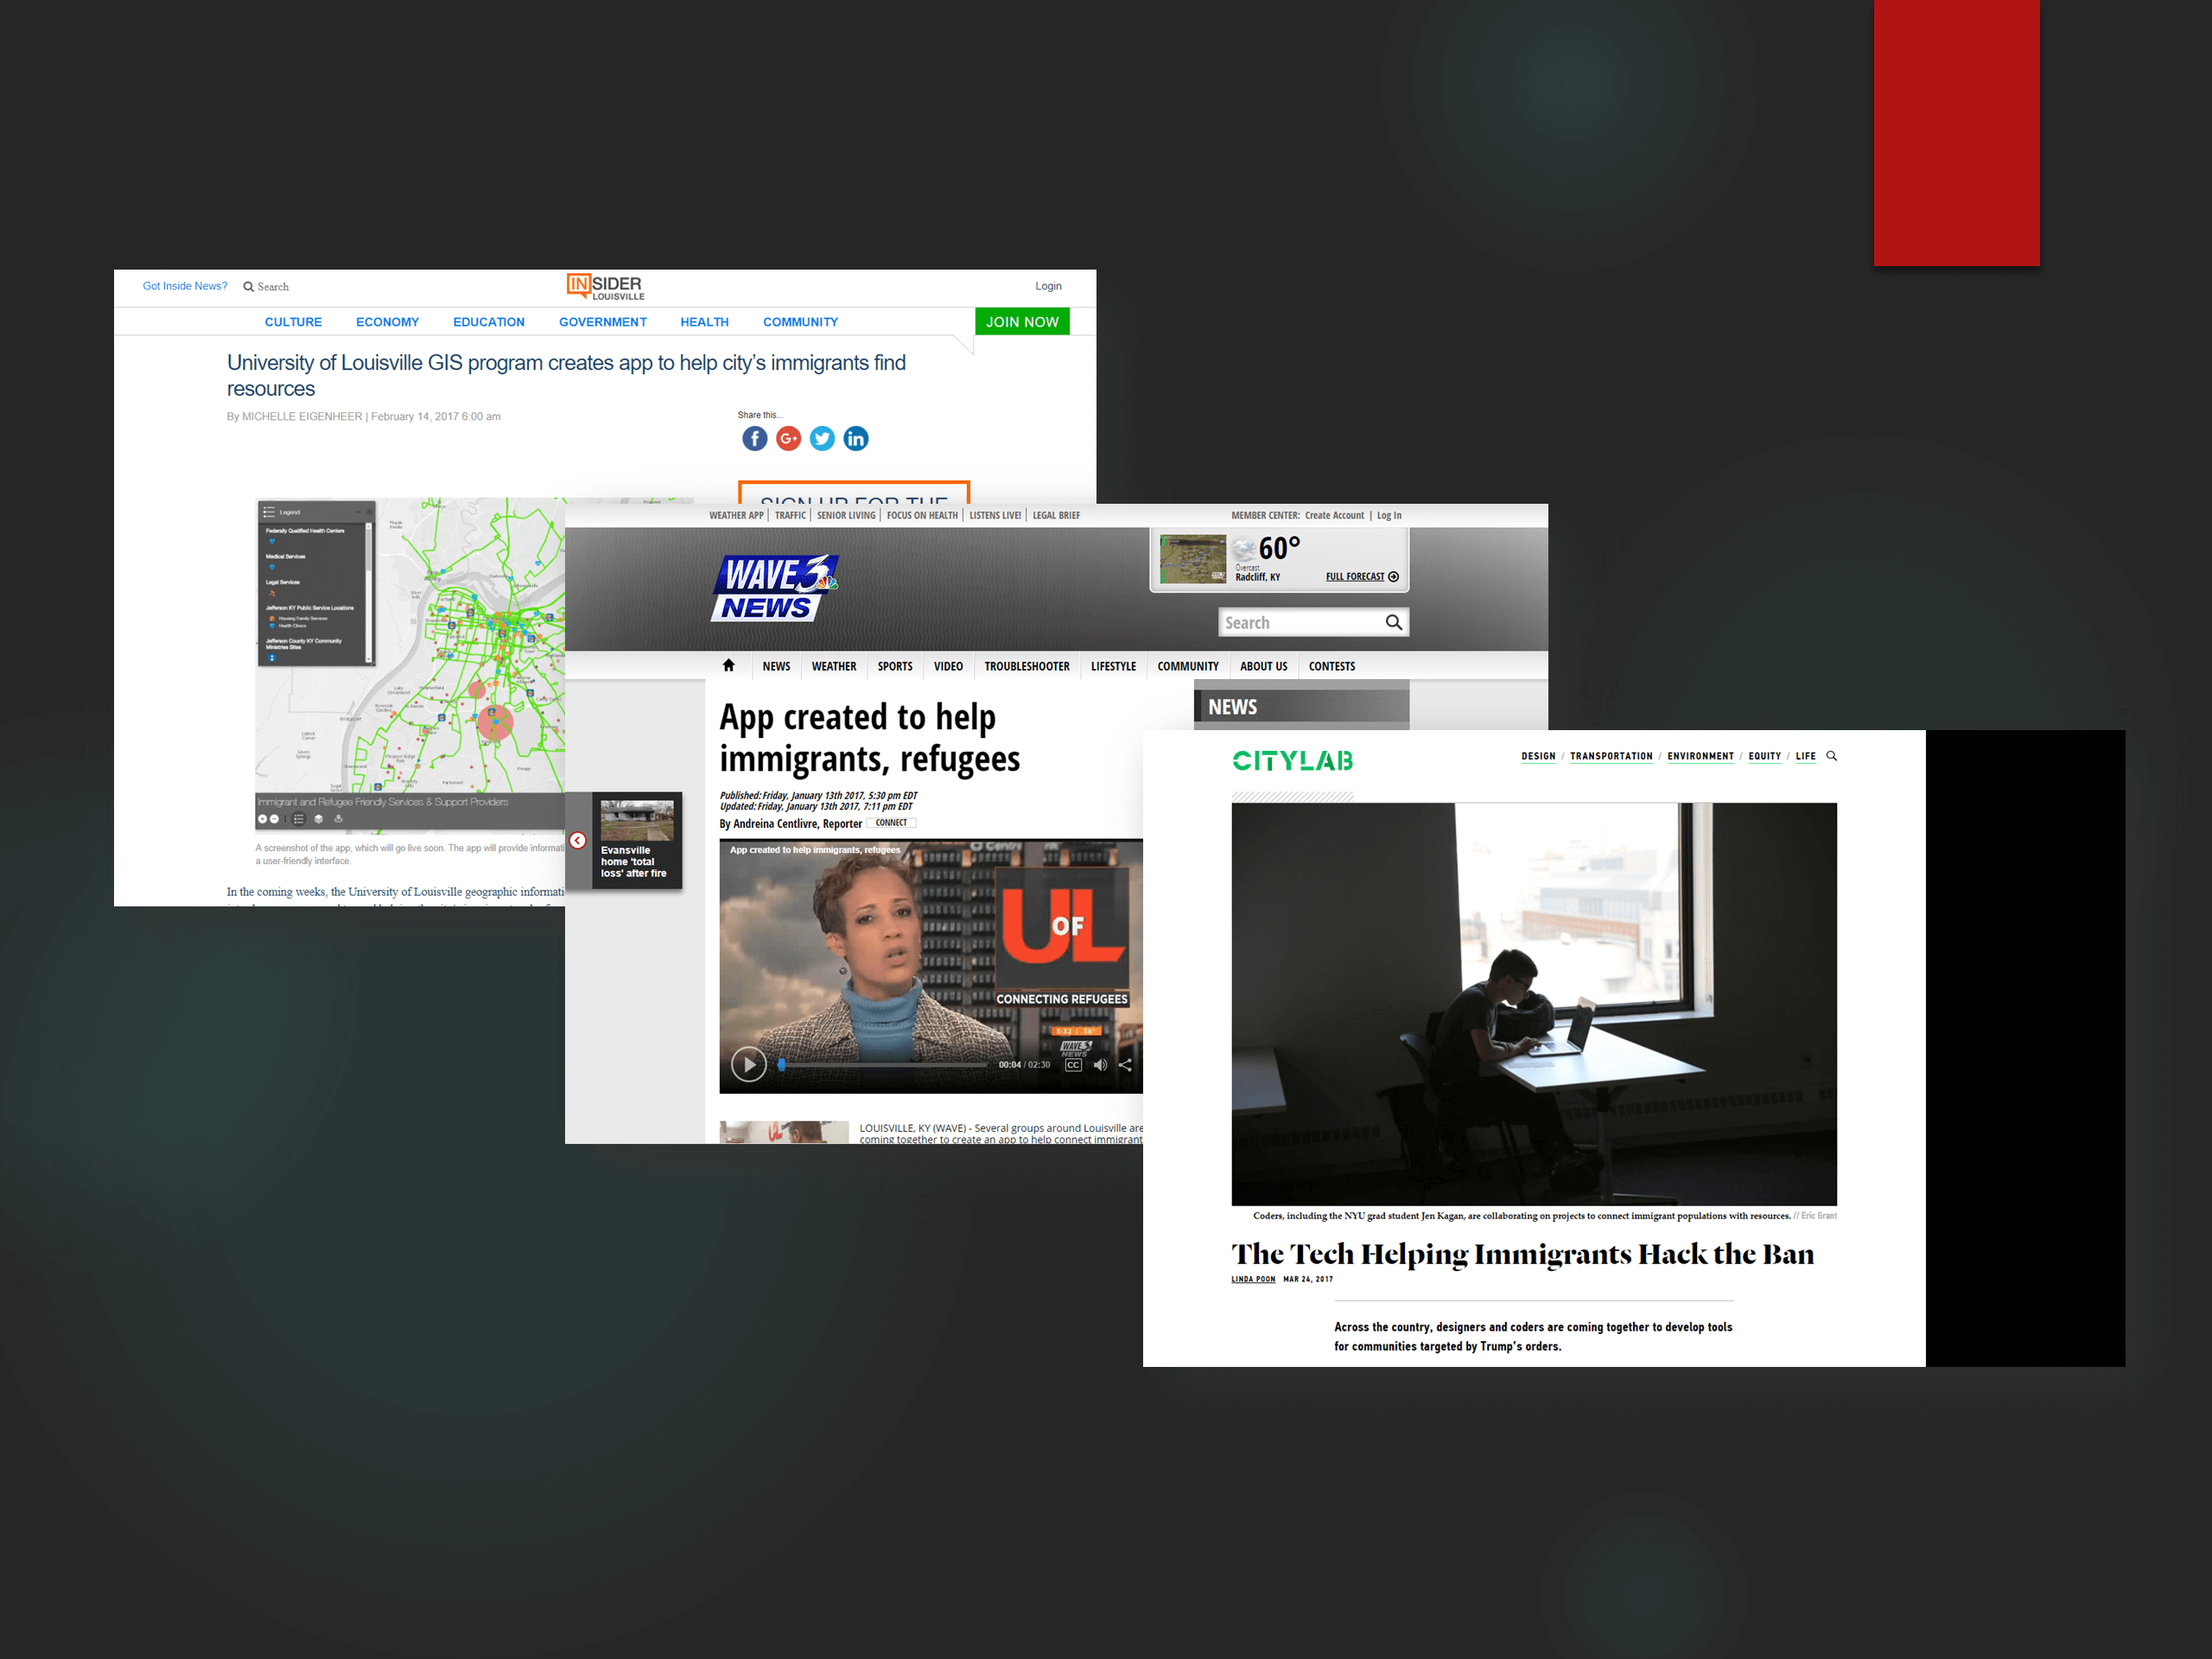 Got Inside News?
Search
INSIDER
LOUISVILLE
Login
CULTURE
ECONOMY
EDUCATION
GOVERNMENT
HEALTH
COMMUNITY
JOIN NOW
University of Louisville GIS program creates app to help city's immigrants find
resources
By MICHELLE EIGENHEER | February 14, 2017 6:00 am
Share this...
SIGN UP FOR THE
Legend
Federally Qualified Health Centers
Medical Services
Legal Services
Jefferson KY Public Service Locations
Housing Family Services
Health Clinics
Jefferson County KY Community
Ministries Sites
Immigrant and Refugee Friendly Services & Support Providers
A screenshot of the app, which will go live soon. The app will provide informati
a user-friendly interface.
In the coming weeks, the University of Louisville geographic informati
WEATHER APP | TRAFFIC | SENIOR LIVING | FOCUS ON HEALTH | LISTENS LIVE! | LEGAL BRIEF
MEMBER CENTER: Create Account | Log In
WAVE 3
NEWS
60°
Overcast
Radcliff, KY
FULL FORECAST
Search
NEWS
WEATHER
SPORTS
VIDEO
TROUBLESHOOTER
LIFESTYLE
COMMUNITY
ABOUT US
CONTESTS
App created to help
immigrants, refugees
NEWS
Published: Friday, January 13th 2017, 5:30 pm EDT
Updated: Friday, January 13th 2017, 7:11 pm EDT
By Andreina Centlivre, Reporter
CONNECT
Evansville
home 'total
loss' after fire
App created to help immigrants, refugees
U OF L
CONNECTING REFUGEES
5:32 58°
WAVE 3
NEWS
00:04 / 02:30
CC
LOUISVILLE, KY (WAVE) - Several groups around Louisville are
coming together to create an app to help connect immigrant
CITYLAB
DESIGN / TRANSPORTATION / ENVIRONMENT / EQUITY / LIFE
Coders, including the NYU grad student Jen Kagan, are collaborating on projects to connect immigrant populations with resources. // Eric Grant
The Tech Helping Immigrants Hack the Ban
LINDA POON MAR 24, 2017
Across the country, designers and coders are coming together to develop tools
for communities targeted by Trump's orders.